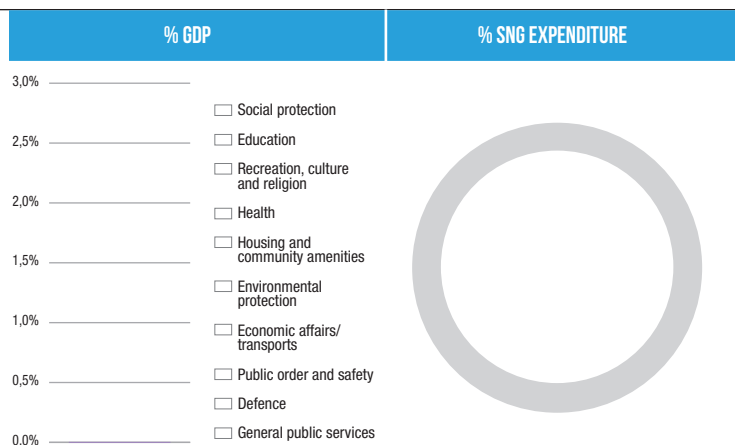 % GDP
% SNG EXPENDITURE
3,0%
2,5%
2,0%
1,5%
1,0%
0,5%
0,0%
Social protection
Education
Recreation, culture
and religion
Health
Housing and
community amenities
Environmental
protection
Economic affairs/
transports
Public order and safety
Defence
General public services